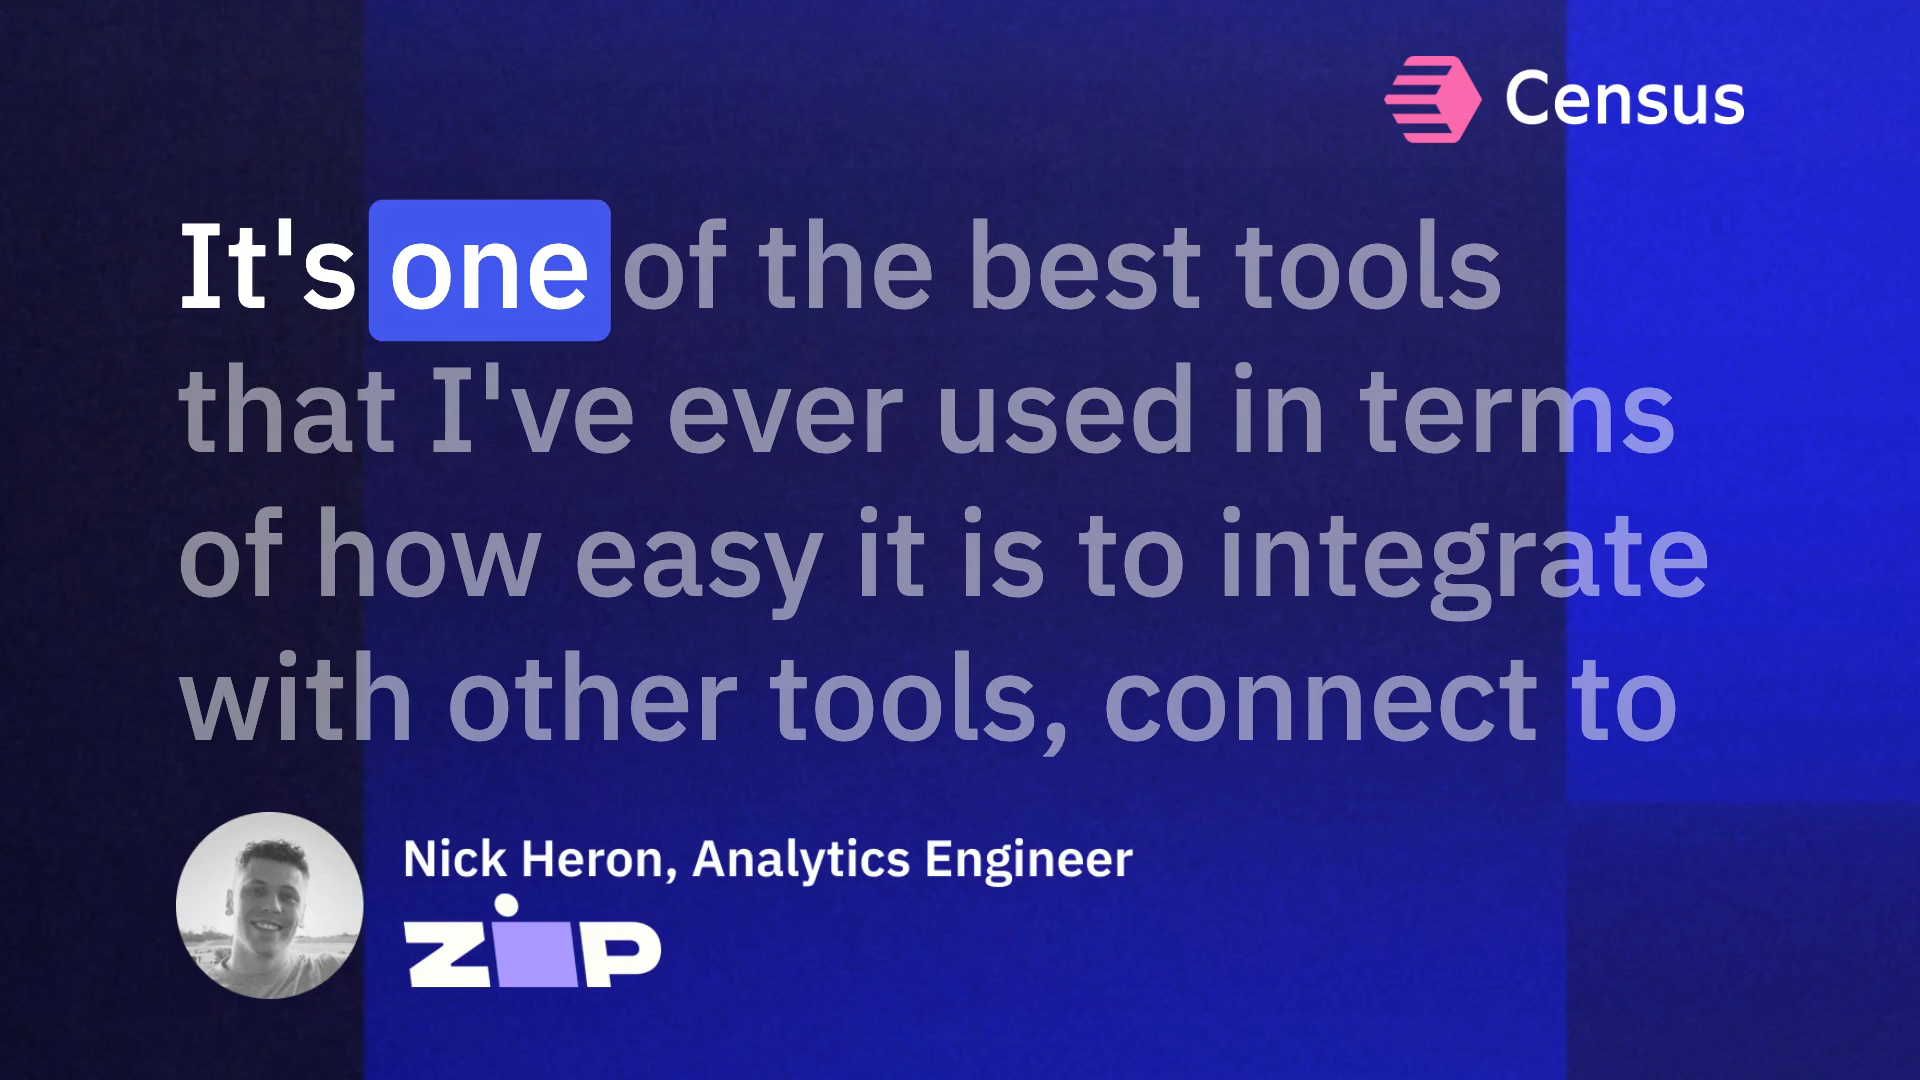 Census
It's one of the best tools
that I've ever used in terms
of how easy it is to integrate
with other tools, connect to
Nick Heron, Analytics Engineer
ZiP